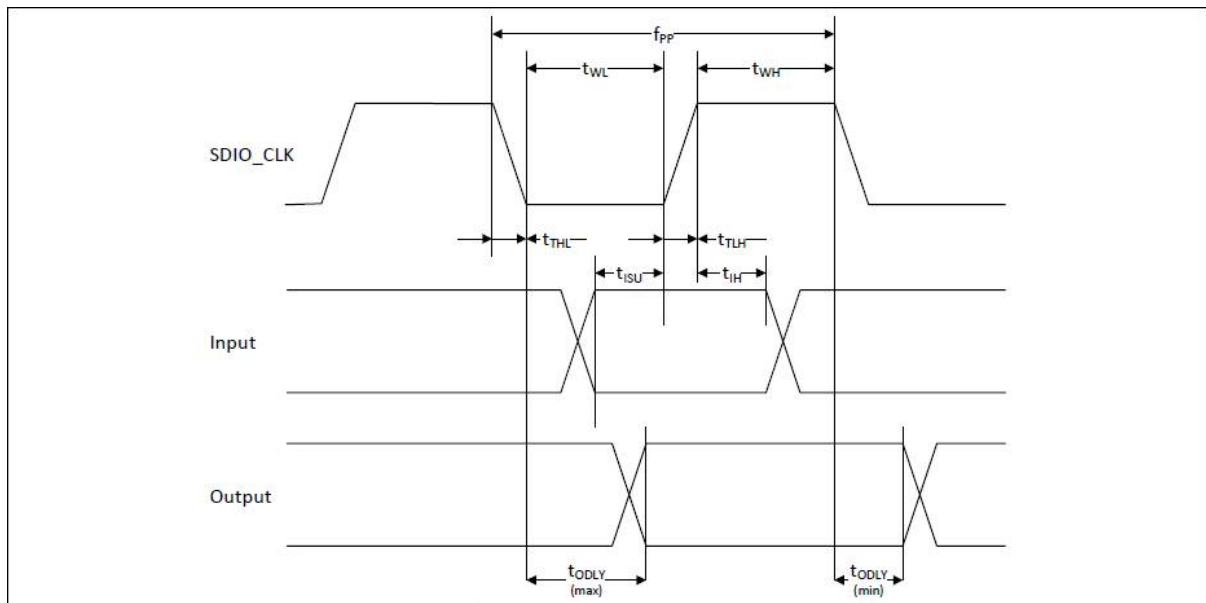 fPP
tWL
tWH
SDIO_CLK
tTHL
tTLH
tISU
tIH
Input
Output
tODLY
(max)
tODLY
(min)